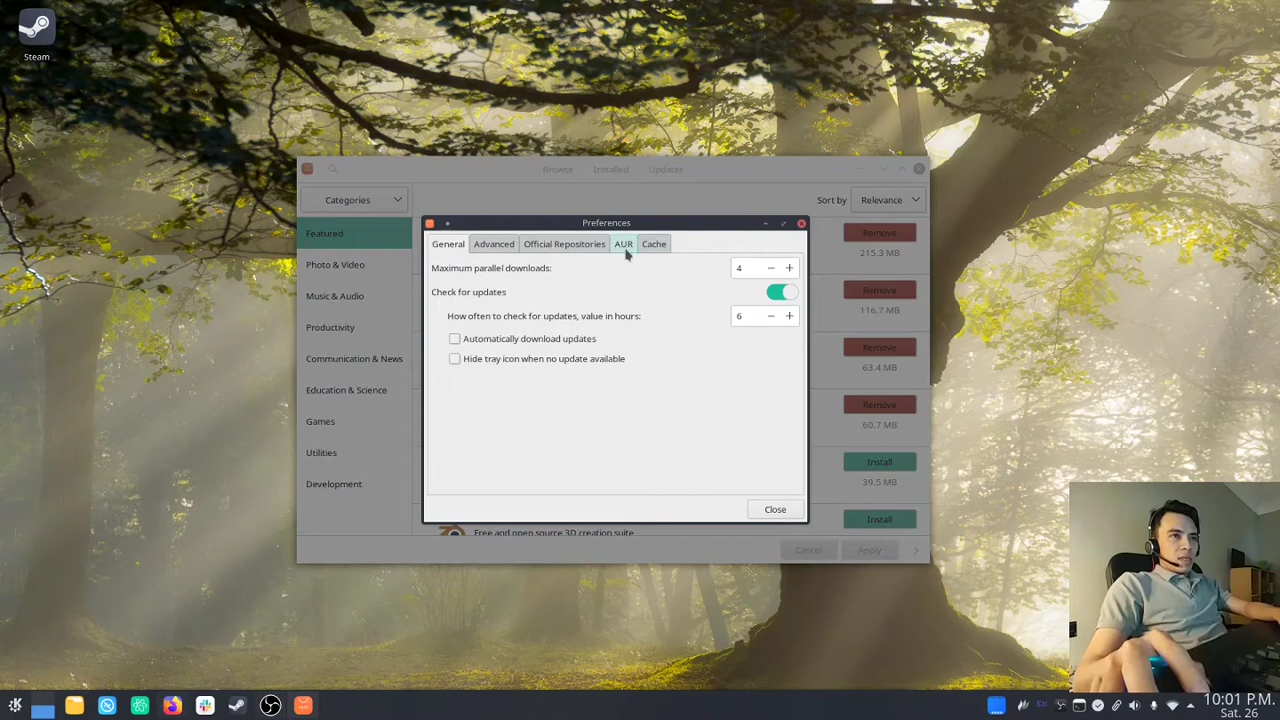 Steam
Browse
Installed
Updates
Categories
Sort by
Relevance
Featured
Photo & Video
Music & Audio
Productivity
Communication & News
Education & Science
Games
Utilities
Development
Remove
215.3 MB
Remove
116.7 MB
Remove
63.4 MB
Remove
60.7 MB
Install
39.5 MB
Install
Free and open source 3D creation suite
Cancel
Apply
Preferences
General
Advanced
Official Repositories
AUR
Cache
Maximum parallel downloads:
4
Check for updates
How often to check for updates, value in hours:
6
Automatically download updates
Hide tray icon when no update available
Close
EN
10:01 P.M.
Sat. 26